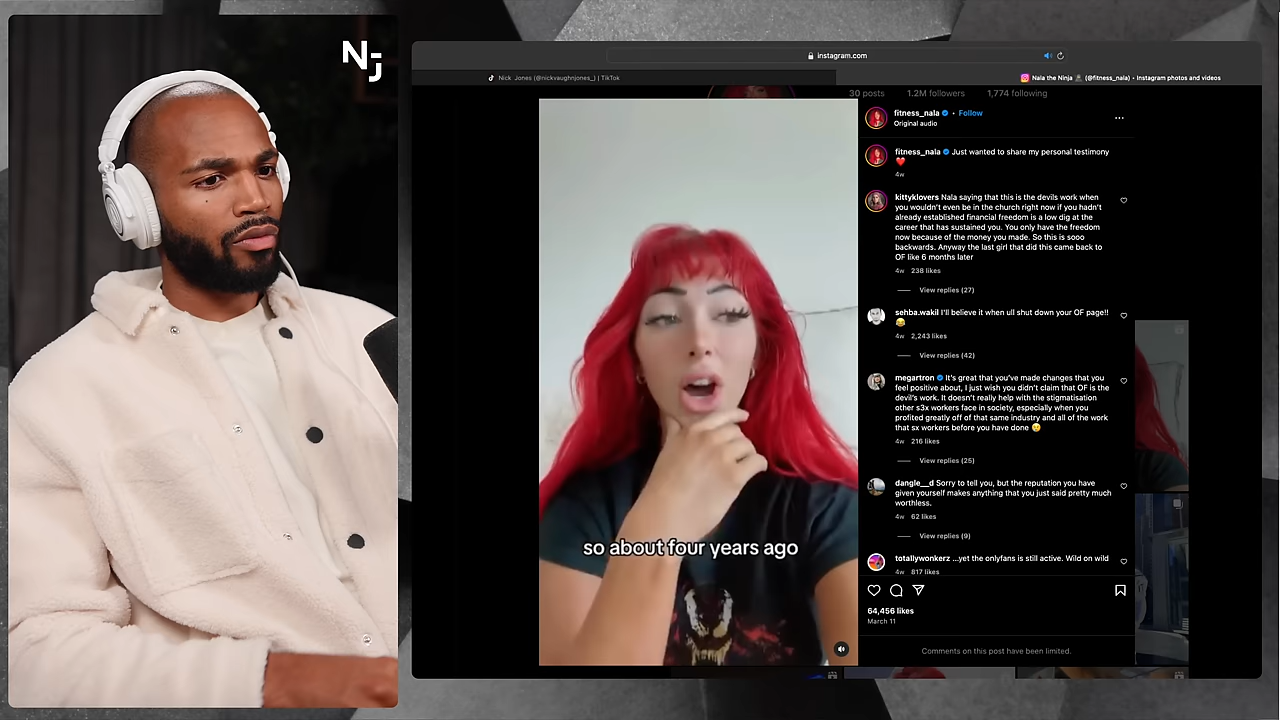 NJ
instagram.com
Nick Jones (@nickvaughnjones_) | TikTok
Nala the Ninja (@fitness_nala) • Instagram photos and videos
30 posts 1.2M followers 1,774 following
fitness_nala • Follow
Original audio
fitness_nala Just wanted to share my personal testimony
❤️
4w
kittyklovers Nala saying that this is the devils work when
you wouldn't even be in the church right now if you hadn't
already established financial freedom is a low dig at the
career that has sustained you. You only have the freedom
now because of the money you made. So this is sooo
backwards. Anyway the last girl that did this came back to
OF like 6 months later
4w 238 likes
View replies (27)
sehba.wakil I'll believe it when ull shut down your OF page!!
😂
4w 2,243 likes
View replies (42)
megartron It's great that you've made changes that you
feel positive about, I just wish you didn't claim that OF is the
devil's work. It doesn't really help with the stigmatisation
other s3x workers face in society, especially when you
profited greatly off of that same industry and all of the work
that sx workers before you have done 😢
4w 216 likes
View replies (25)
dangle__d Sorry to tell you, but the reputation you have
given yourself makes anything that you just said pretty much
worthless.
4w 62 likes
View replies (9)
totallywonkerz ...yet the onlyfans is still active. Wild on wild
4w 817 likes
64,456 likes
March 11
Comments on this post have been limited.
so about four years ago